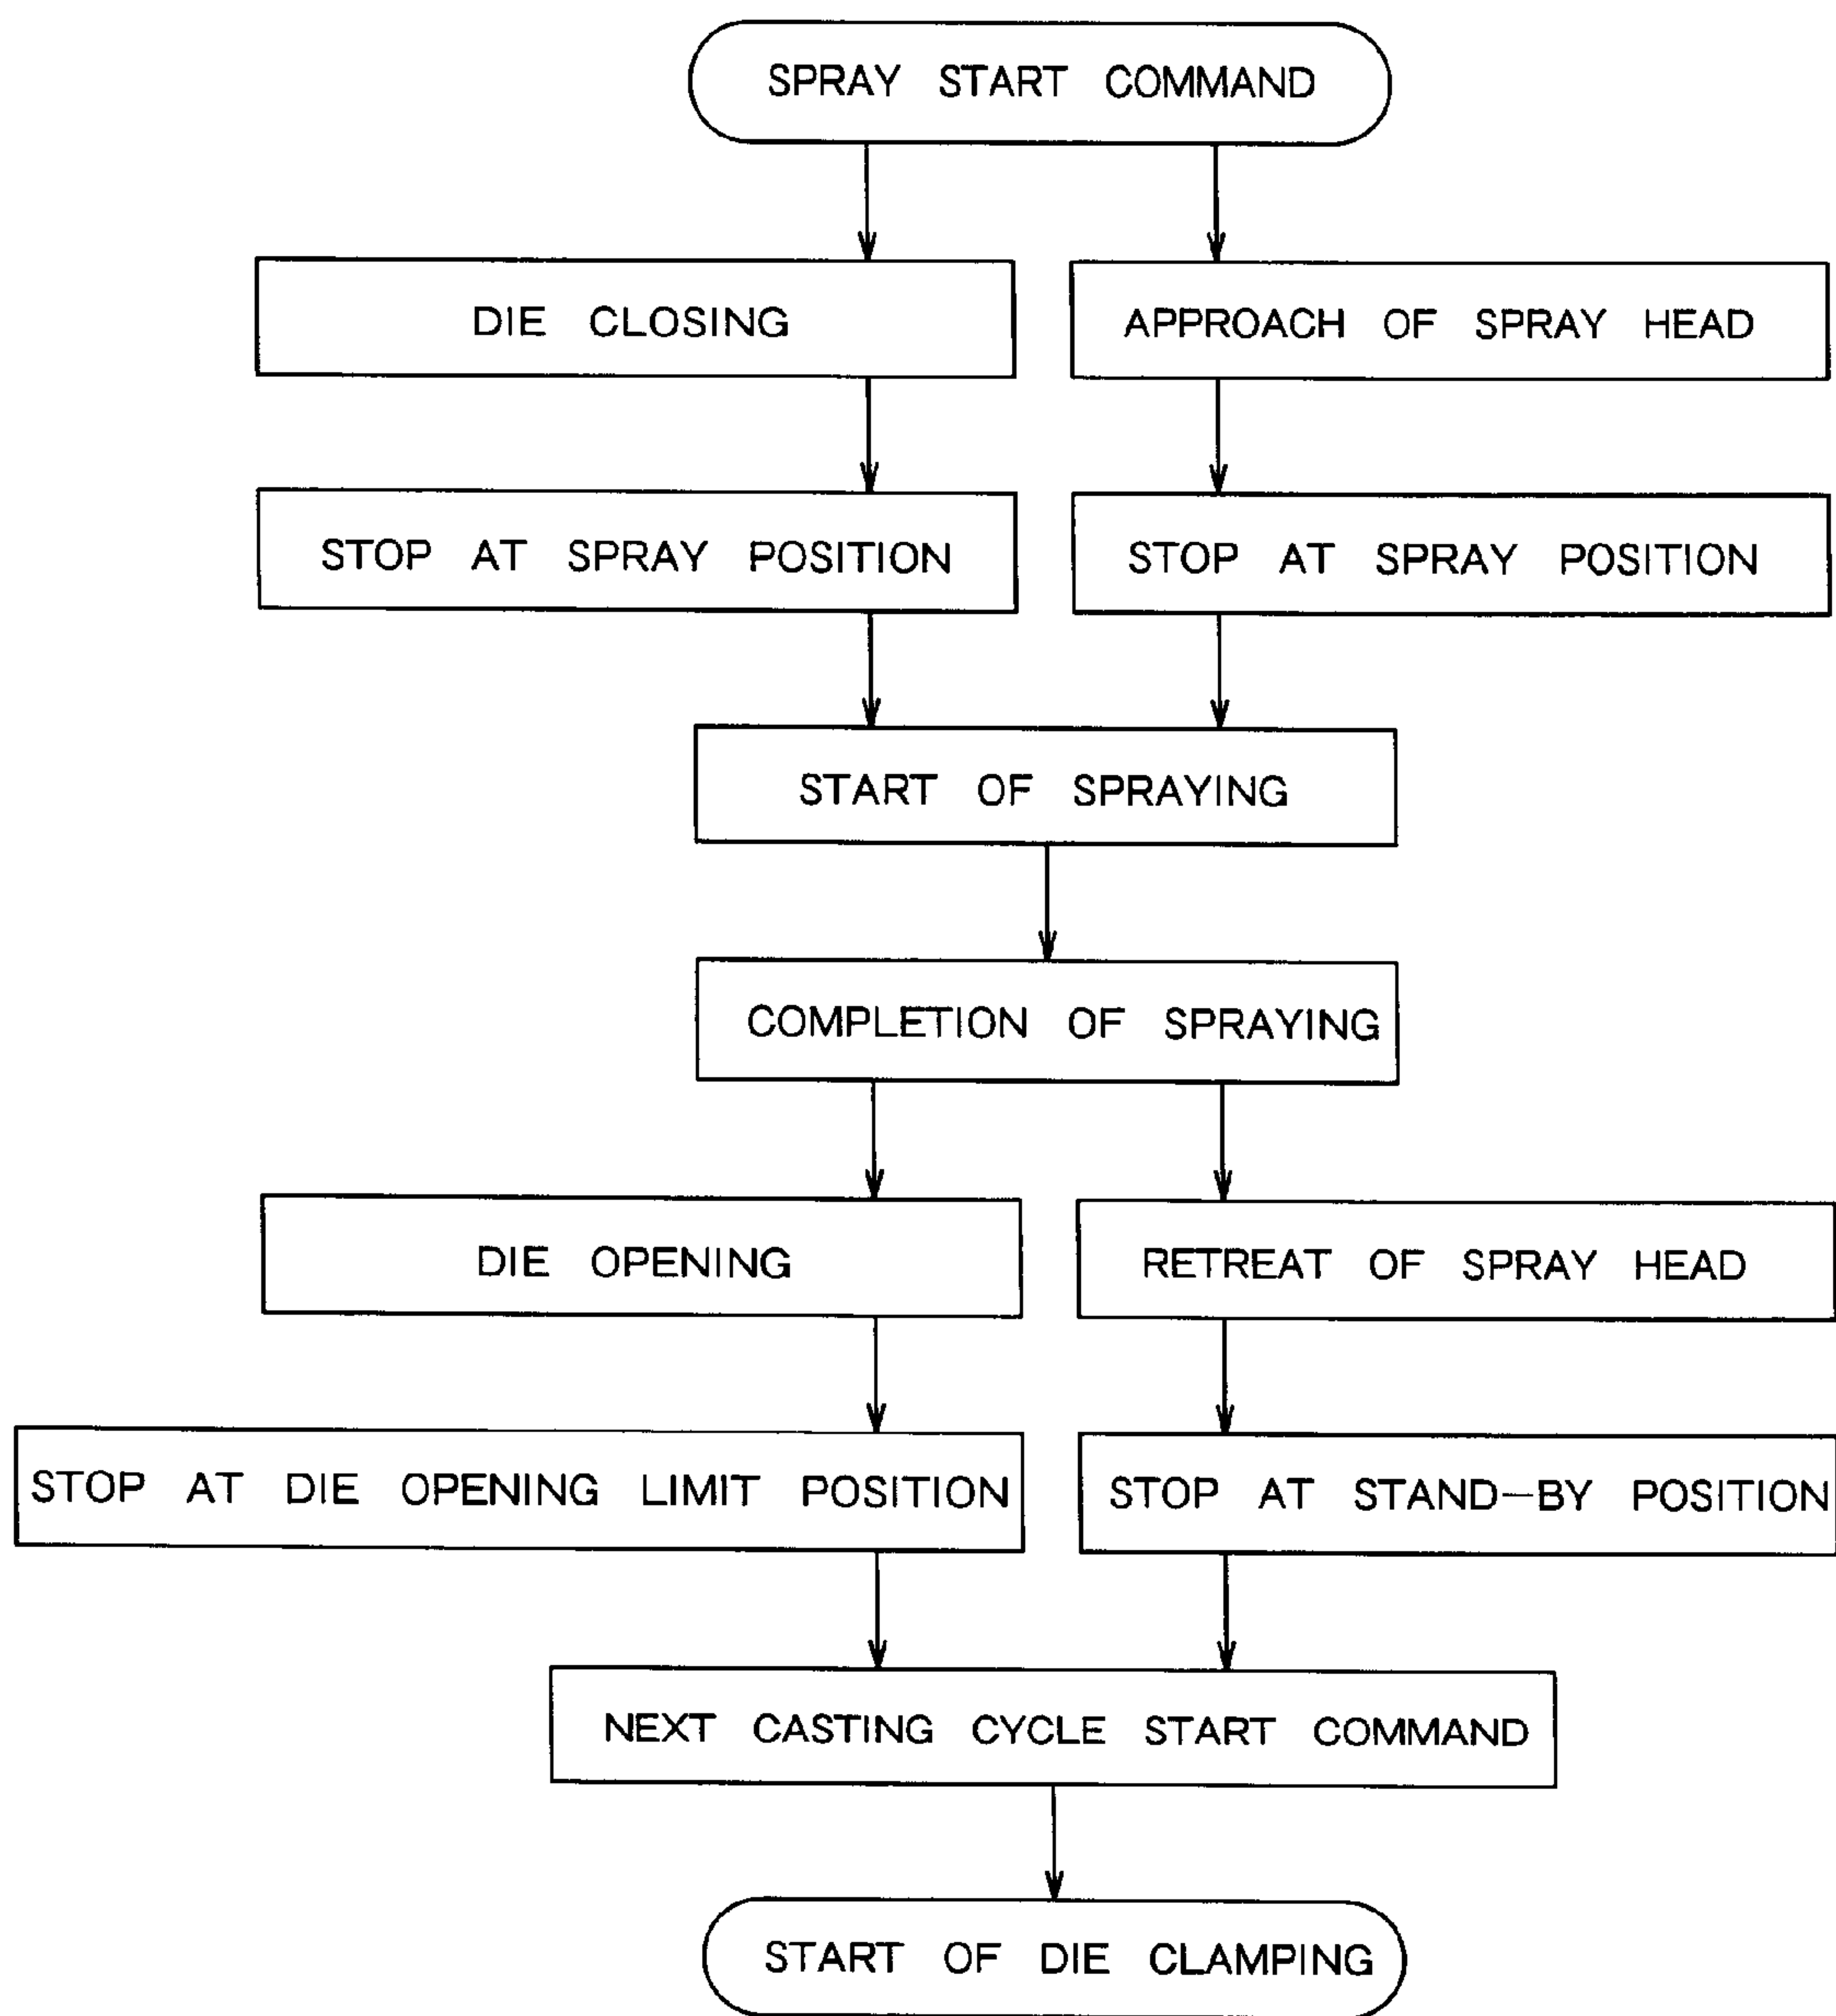 SPRAY START COMMAND
DIE CLOSING
APPROACH OF SPRAY HEAD
STOP AT SPRAY POSITION
STOP AT SPRAY POSITION
START OF SPRAYING
COMPLETION OF SPRAYING
DIE OPENING
RETREAT OF SPRAY HEAD
STOP AT DIE OPENING LIMIT POSITION
STOP AT STAND-BY POSITION
NEXT CASTING CYCLE START COMMAND
START OF DIE CLAMPING